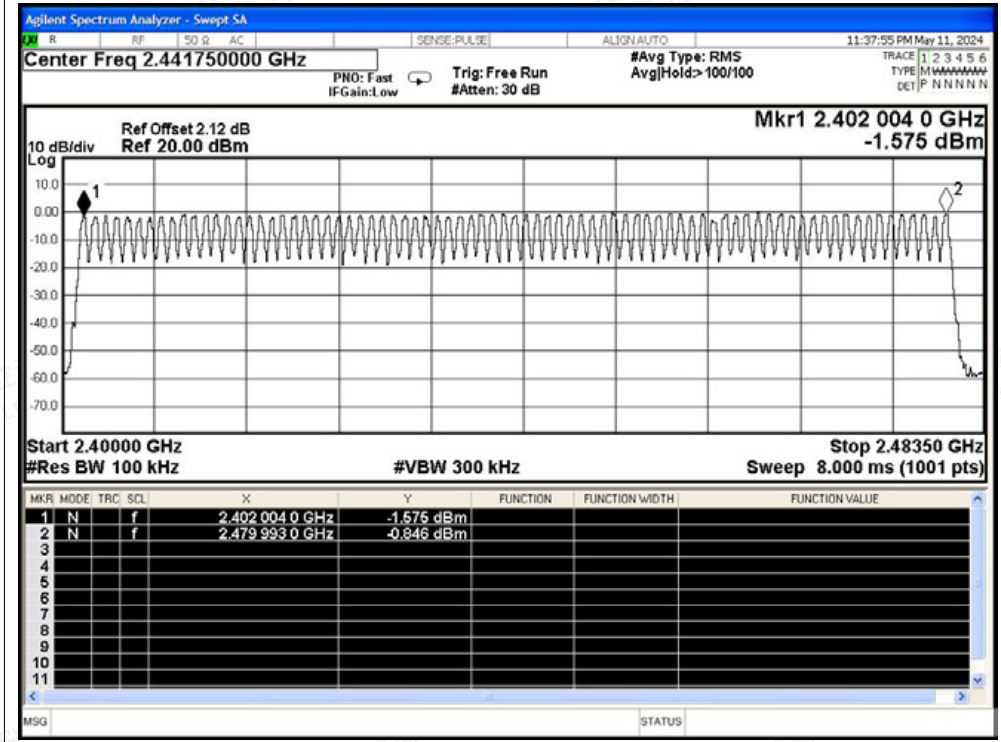 Agilent Spectrum Analyzer - Swept SA
LXI R RF 50 Ω AC SENSE:PULSE ALIGN AUTO 11:37:55 PM May 11, 2024
Center Freq 2.441750000 GHz #Avg Type: RMS TRACE 1 2 3 4 5 6
PNO: Fast Trig: Free Run Avg|Hold:> 100/100 TYPE M WWWWW
IFGain:Low #Atten: 30 dB DET P N N N N N
Mkr1 2.402 004 0 GHz
Ref Offset 2.12 dB
10 dB/div Ref 20.00 dBm -1.575 dBm
Log
10.0
1
2
0.00
-10.0
-20.0
-30.0
-40.0
-50.0
-60.0
-70.0
Start 2.40000 GHz Stop 2.48350 GHz
#Res BW 100 kHz #VBW 300 kHz Sweep 8.000 ms (1001 pts)
MKR MODE TRC SCL X Y FUNCTION FUNCTION WIDTH FUNCTION VALUE
1 N f 2.402 004 0 GHz -1.575 dBm
2 N f 2.479 993 0 GHz -0.846 dBm
3
4
5
6
7
8
9
10
11
MSG STATUS